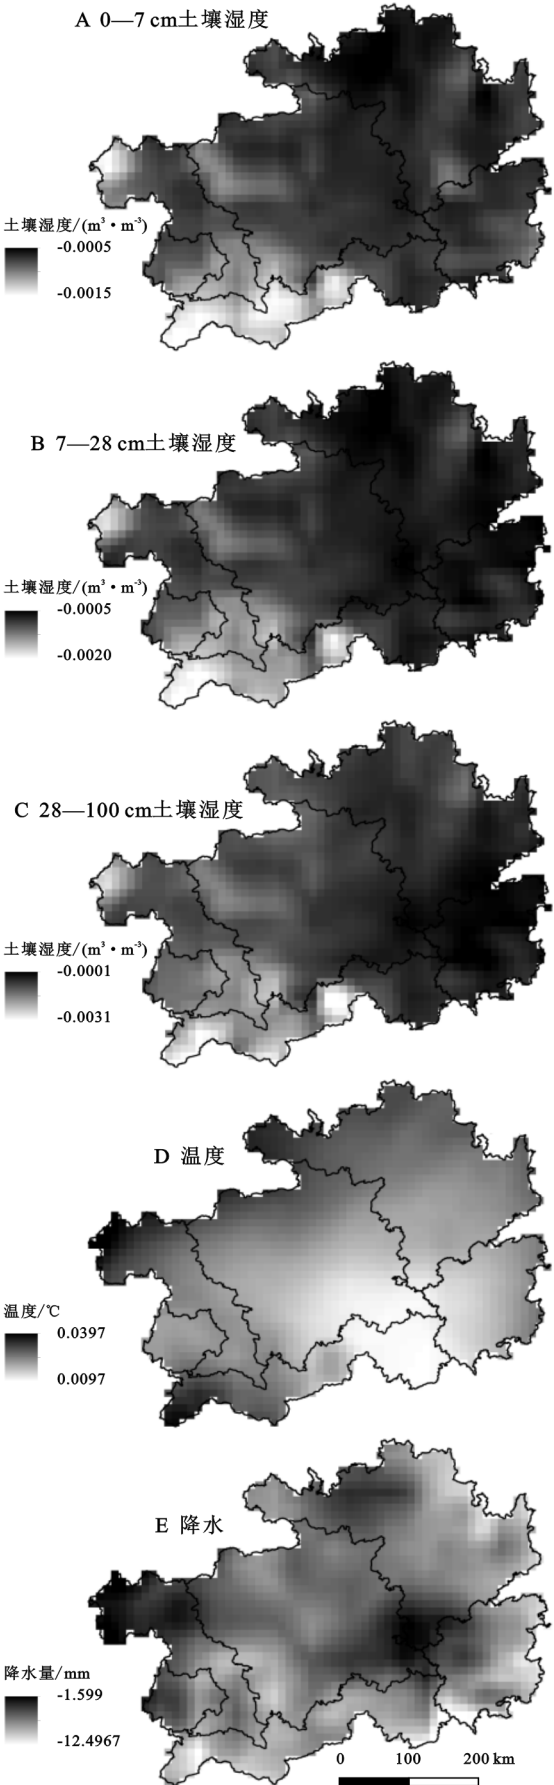 A 0—7 cm土壤湿度
土壤湿度/(m³·m⁻³)
-0.0005
-0.0015
B 7—28 cm土壤湿度
土壤湿度/(m³·m⁻³)
-0.0005
-0.0020
C 28—100 cm土壤湿度
土壤湿度/(m³·m⁻³)
-0.0001
-0.0031
D 温度
温度/℃
0.0397
0.0097
E 降水
降水量/mm
-1.599
-12.4967
0 100 200 km